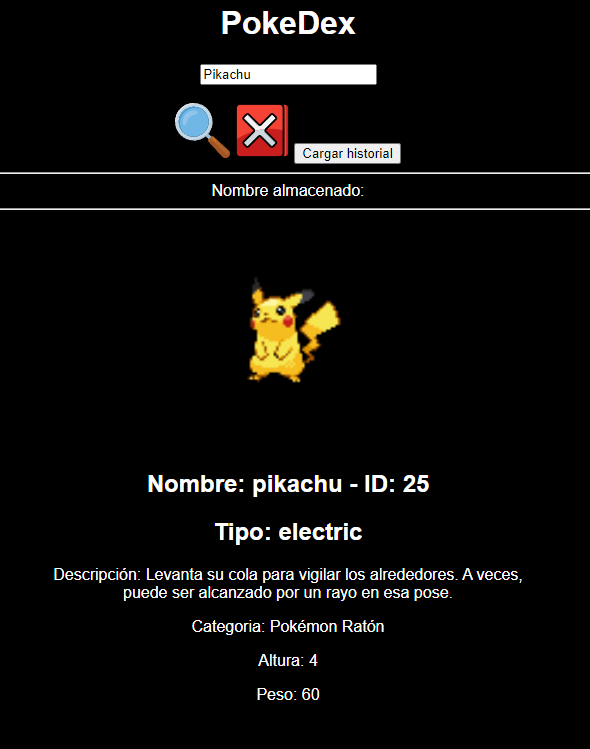 PokeDex
Pikachu
Cargar historial
Nombre almacenado:
Nombre: pikachu - ID: 25
Tipo: electric
Descripción: Levanta su cola para vigilar los alrededores. A veces,
puede ser alcanzado por un rayo en esa pose.
Categoria: Pokémon Ratón
Altura: 4
Peso: 60